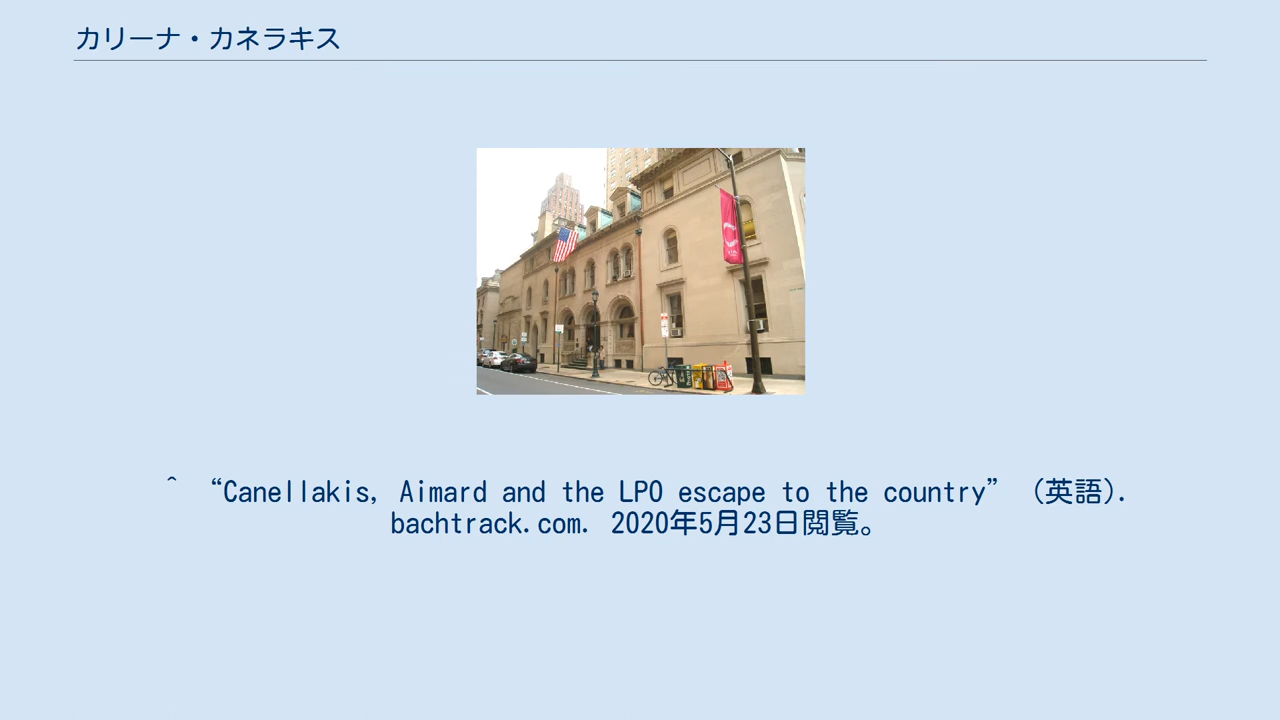 カリーナ・カネラキス
^ “Canellakis, Aimard and the LPO escape to the country” (英語).
bachtrack.com. 2020年5月23日閲覧。